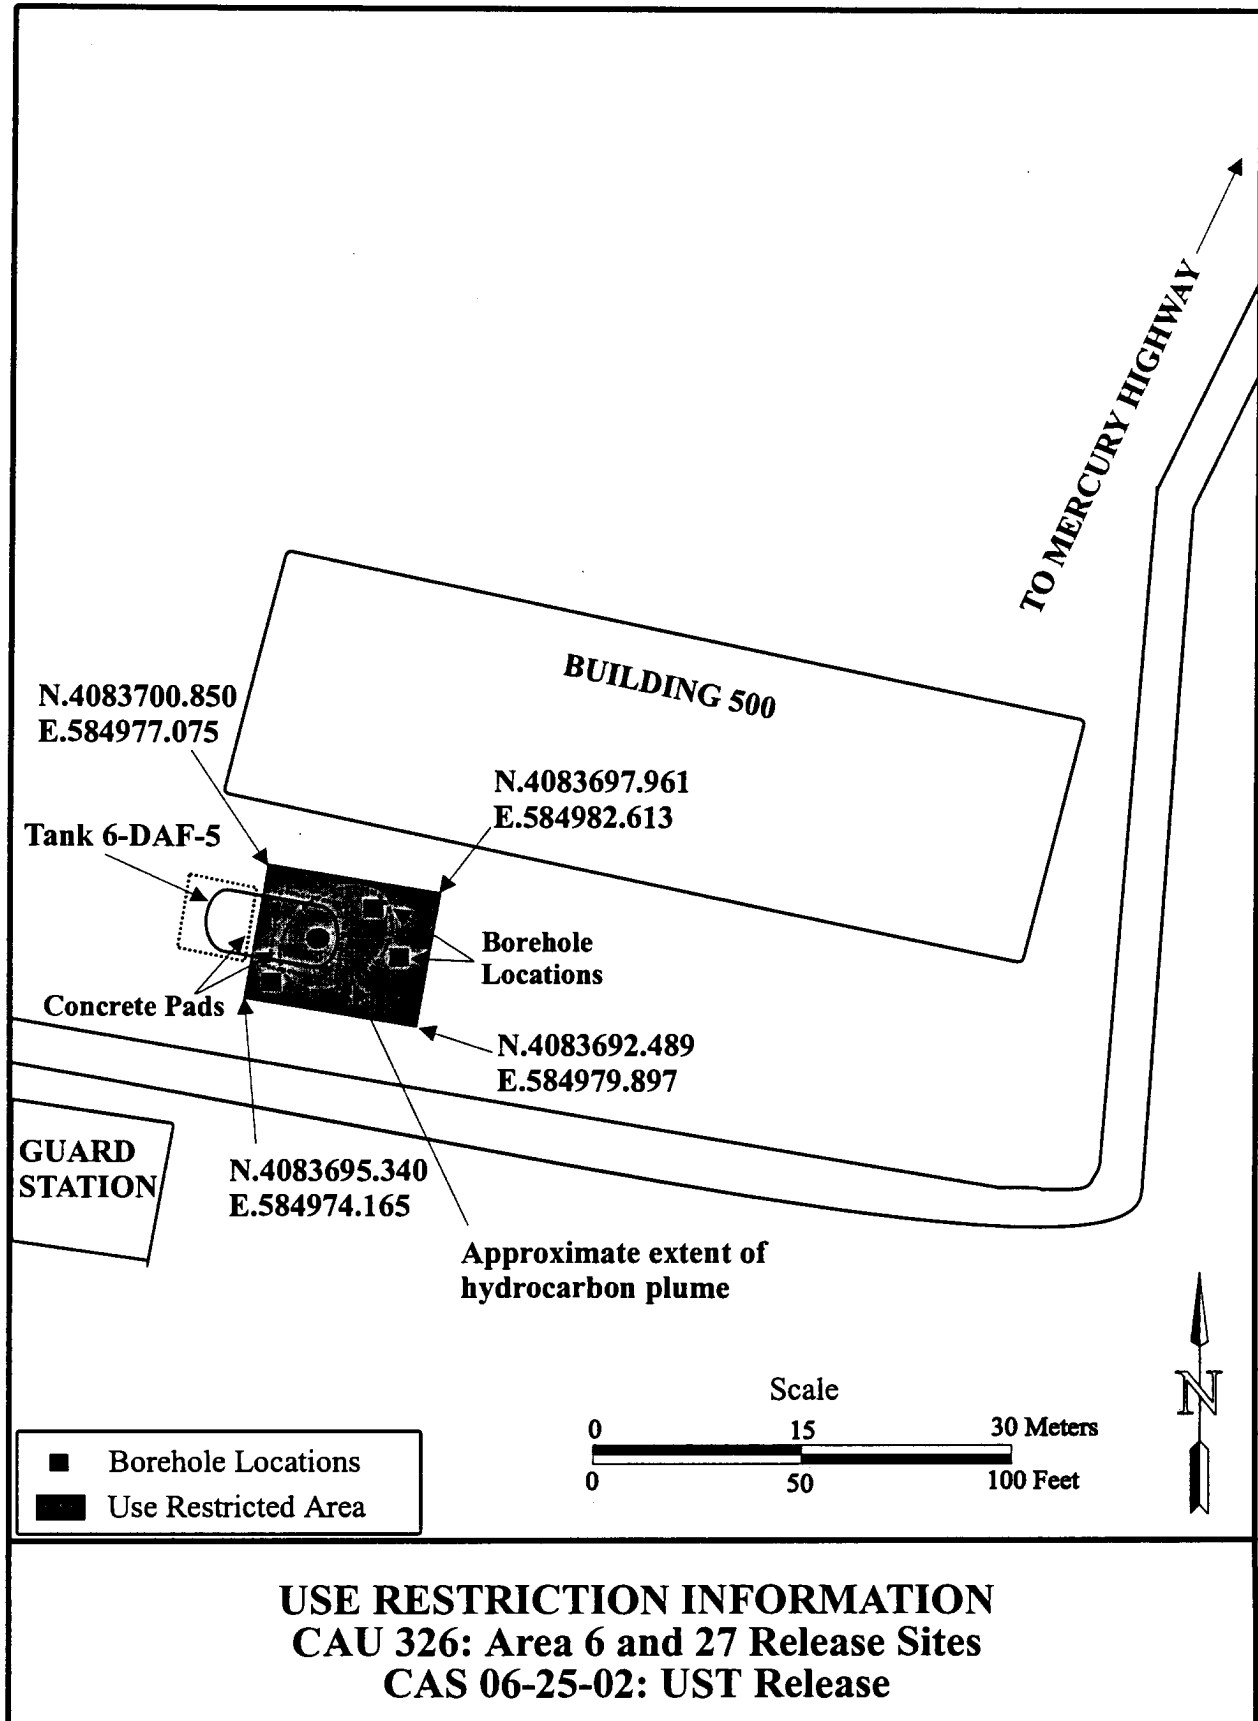 TO MERCURY HIGHWAY
BUILDING 500
N.4083700.850
E.584977.075
N.4083697.961
E.584982.613
Tank 6-DAF-5
Borehole
Locations
Concrete Pads
N.4083692.489
E.584979.897
GUARD
STATION
N.4083695.340
E.584974.165
Approximate extent of
hydrocarbon plume
N
Scale
0 15 30 Meters
0 50 100 Feet
Borehole Locations
Use Restricted Area
USE RESTRICTION INFORMATION
CAU 326: Area 6 and 27 Release Sites
CAS 06-25-02: UST Release